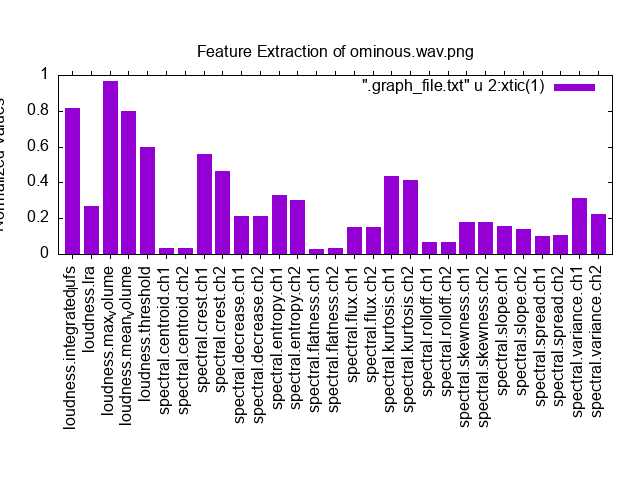 Feature Extraction of ominous.wav.png
".graph_file.txt" u 2:xtic(1)
Normalized Values
1
0.8
0.6
0.4
0.2
0
loudness.integratedlufs
loudness.lra
loudness.maxvolume
loudness.meanvolume
loudness.threshold
spectral.centroid.ch1
spectral.centroid.ch2
spectral.crest.ch1
spectral.crest.ch2
spectral.decrease.ch1
spectral.decrease.ch2
spectral.entropy.ch1
spectral.entropy.ch2
spectral.flatness.ch1
spectral.flatness.ch2
spectral.flux.ch1
spectral.flux.ch2
spectral.kurtosis.ch1
spectral.kurtosis.ch2
spectral.rolloff.ch1
spectral.rolloff.ch2
spectral.skewness.ch1
spectral.skewness.ch2
spectral.slope.ch1
spectral.slope.ch2
spectral.spread.ch1
spectral.spread.ch2
spectral.variance.ch1
spectral.variance.ch2